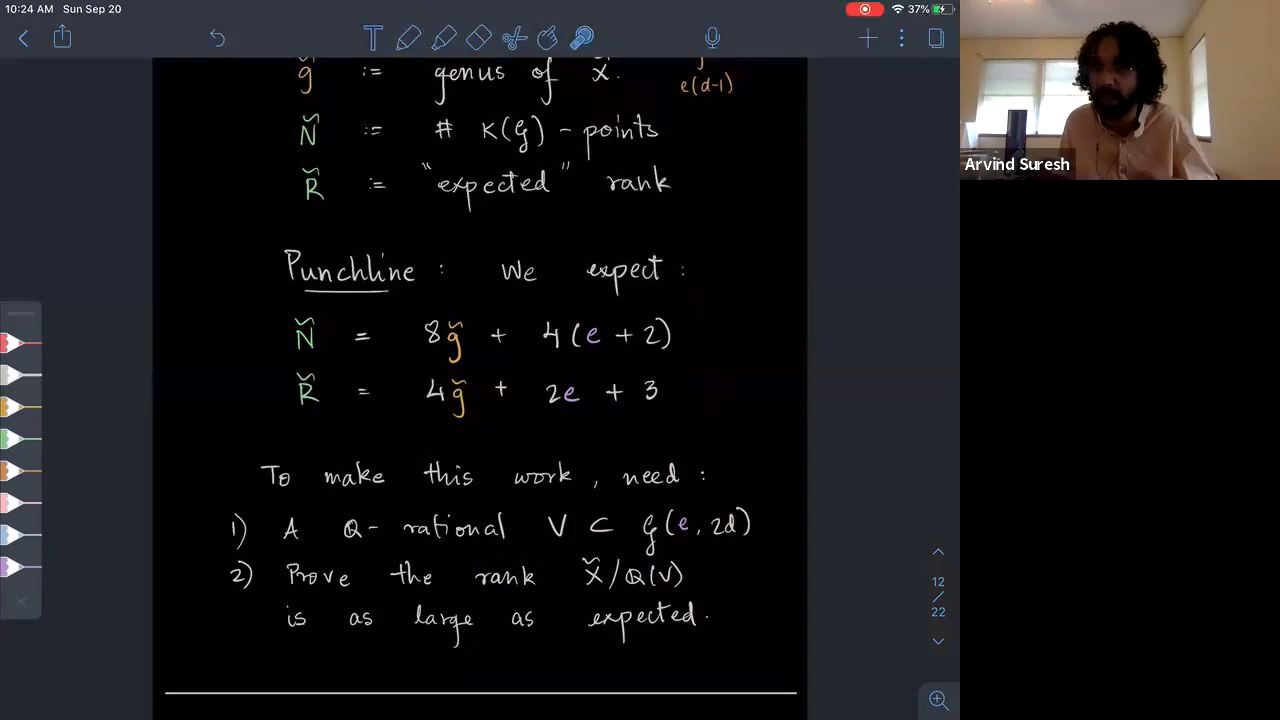 10:24 AM Sun Sep 20
37%
ğ := genus of X̌.
e(d-1)
Ň := # K(G) - points
Ř := "expected" rank
Punchline : We expect :
Ň = 8ǧ + 4(e + 2)
Ř = 4ǧ + 2e + 3
To make this work, need :
1) A Q- rational V ⊂ G(e, 2d)
2) Prove the rank X̌/Q(V)
is as large as expected.
12
/
22
Arvind Suresh